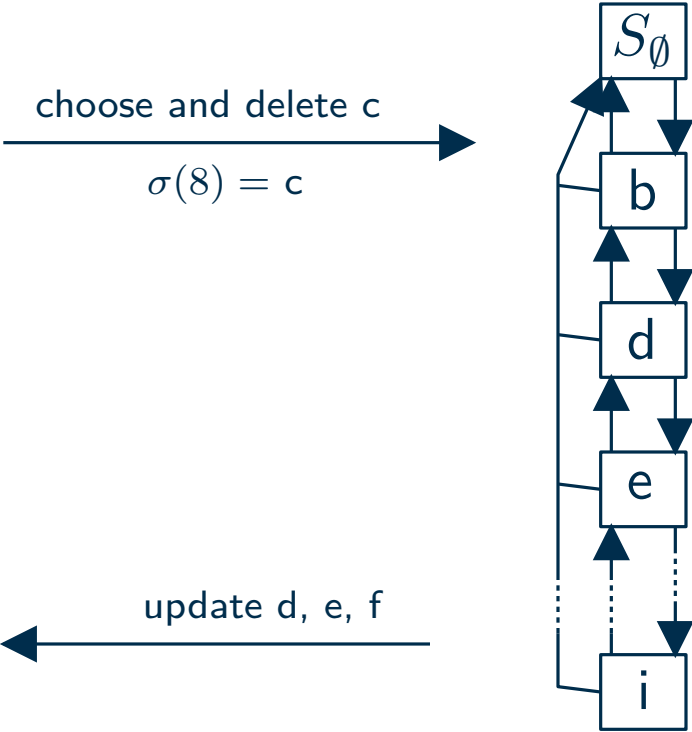 S∅
choose and delete c
σ(8) = c
b
d
e
update d, e, f
i